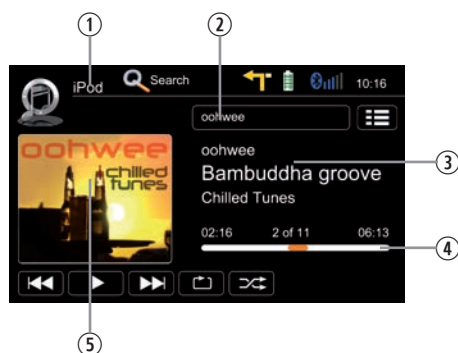 ① ②
iPod Search 10:16
oohwee
oohwee
Bambuddha groove
Chilled Tunes
02:16 2 of 11 06:13
oohwee
chilled
tunes
③
④
⑤